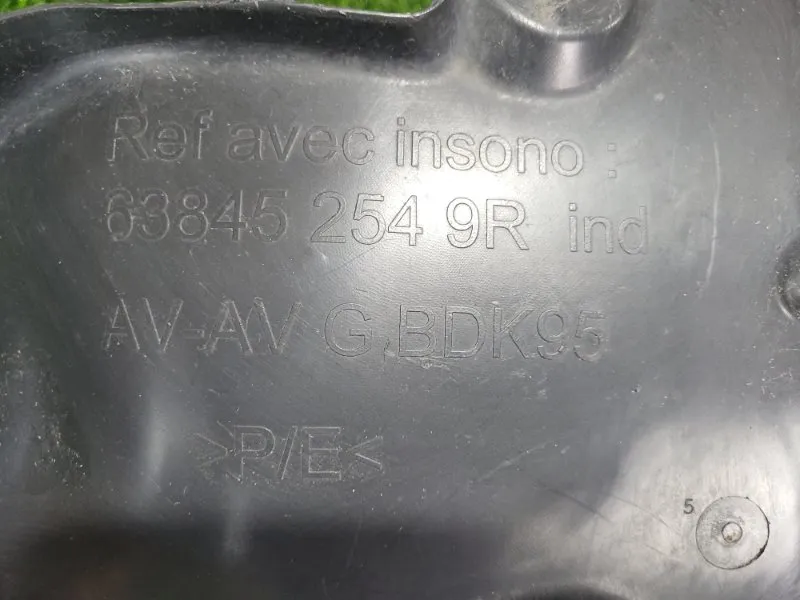 Ref avec insono :
63845 254 9R ind
AV-AV G BDK95
>P/E<
5